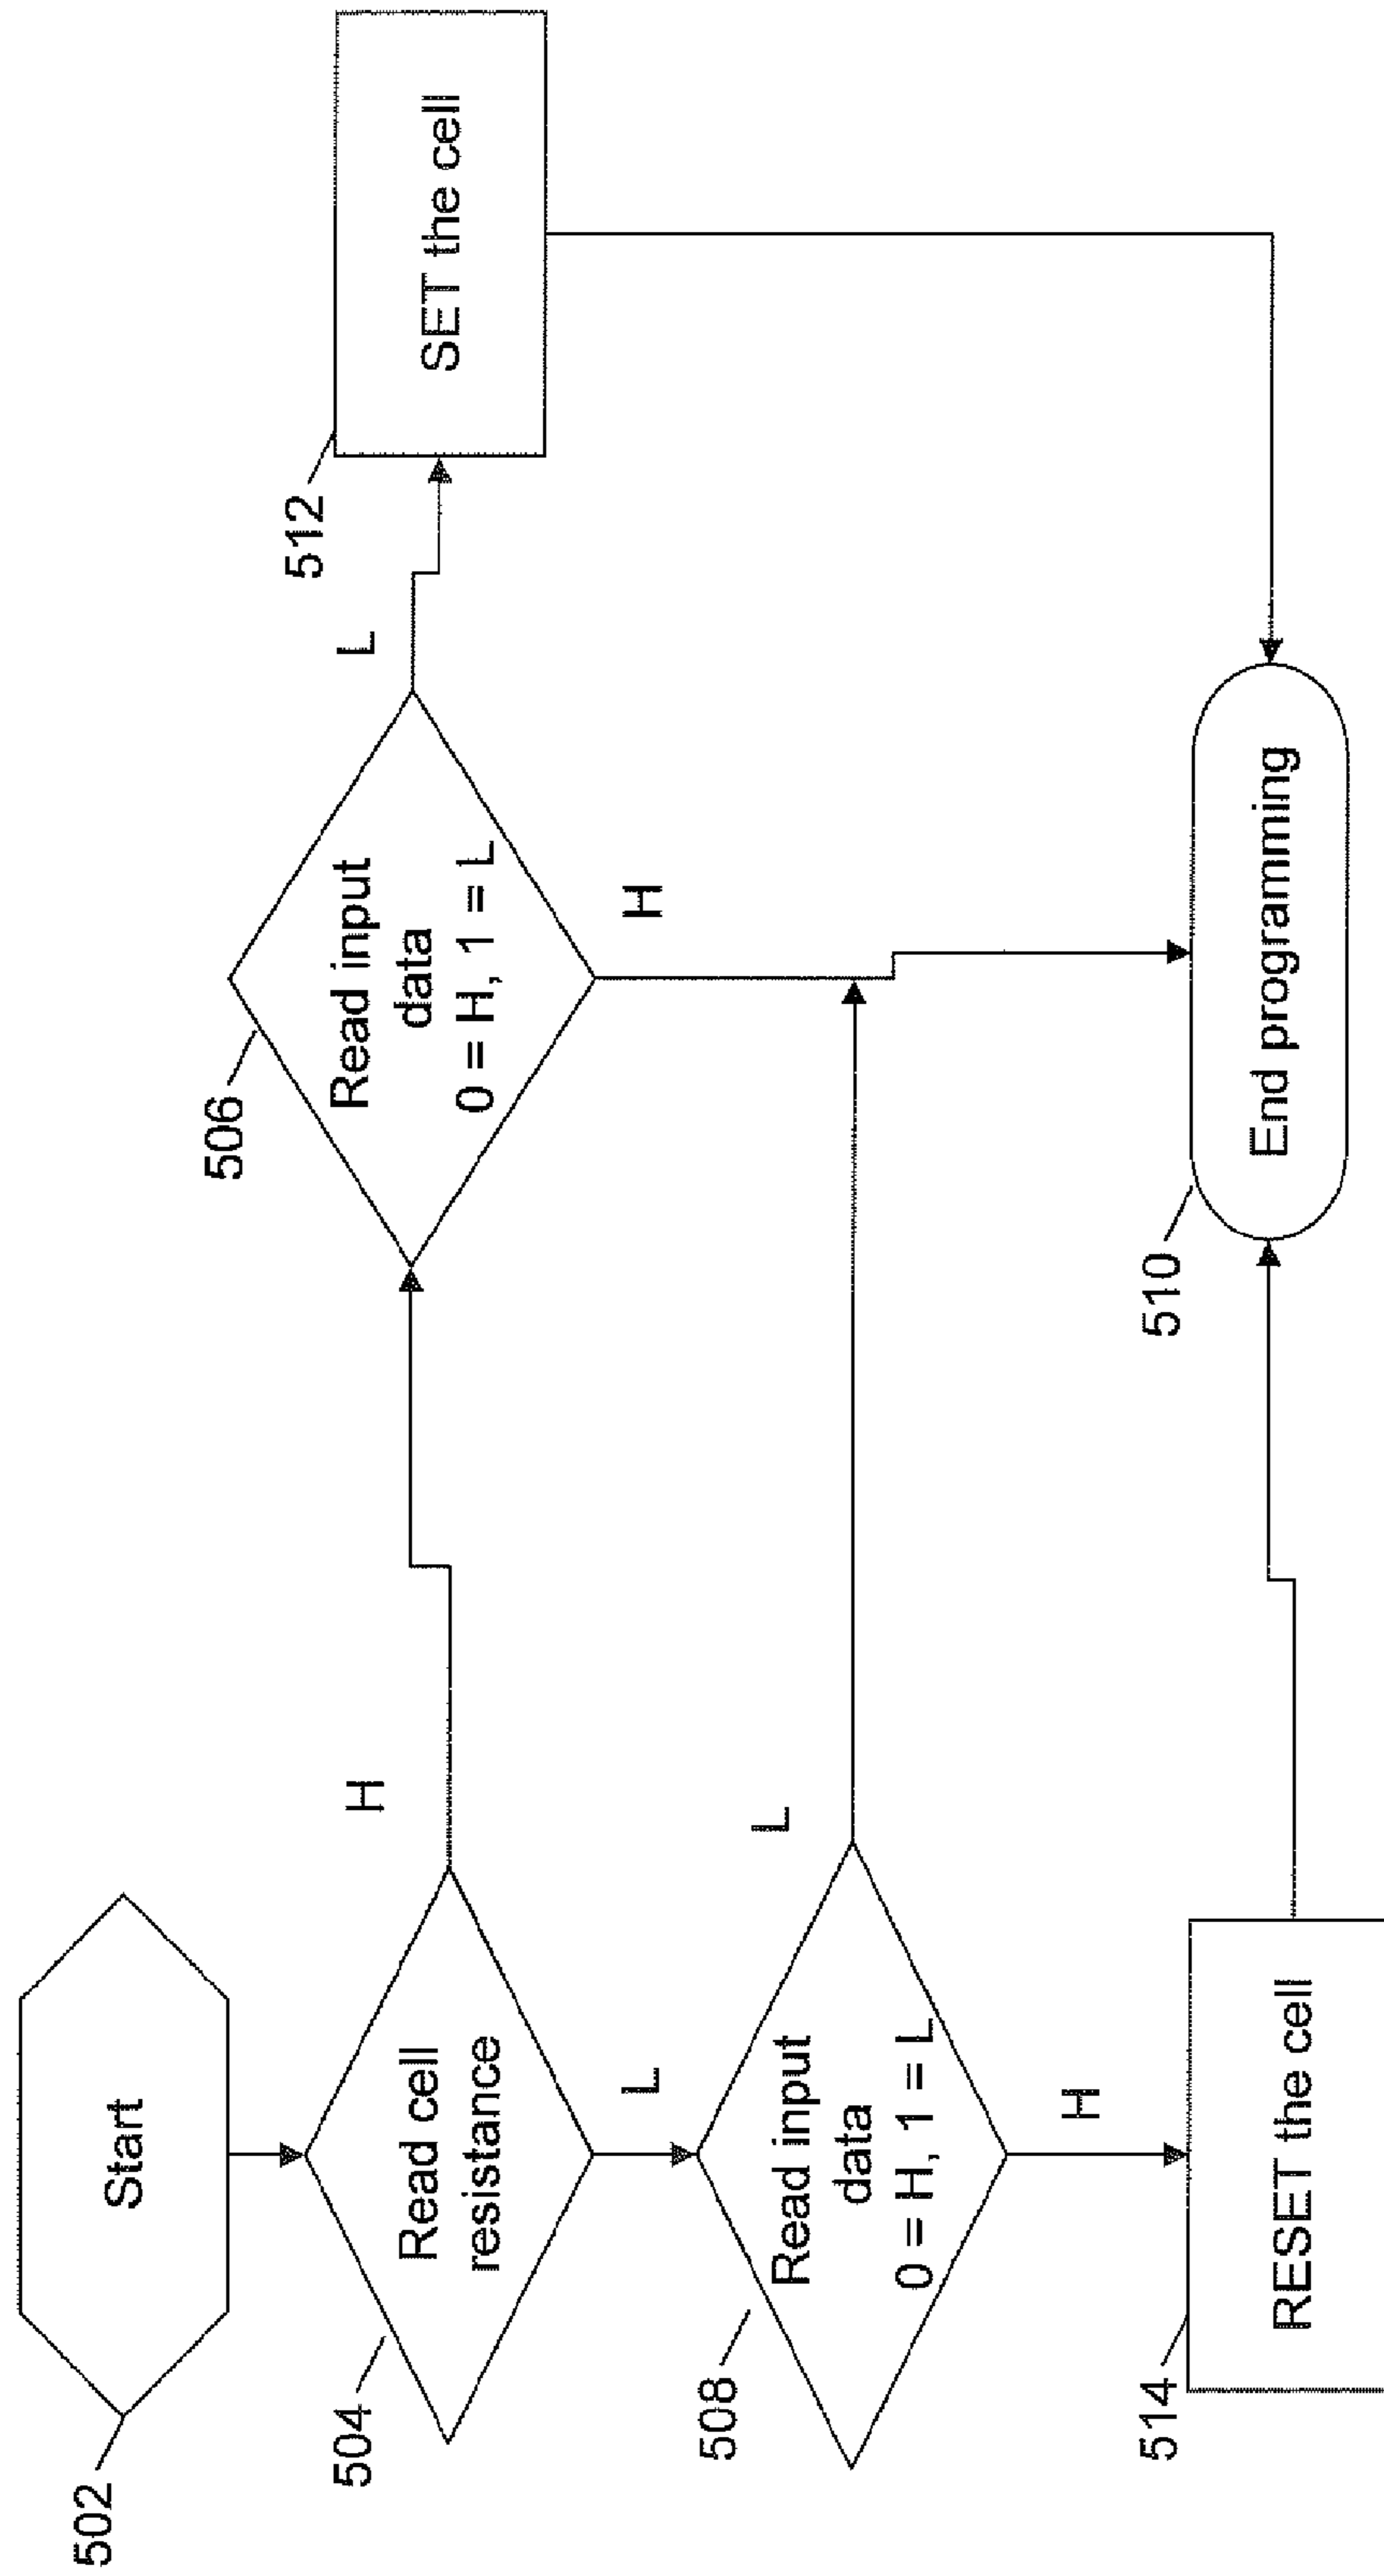 502
Start
504
Read cell
resistance
H
L
506
Read input
data
0 = H, 1 = L
L
H
512
SET the cell
508
Read input
data
0 = H, 1 = L
L
H
514
RESET the cell
510
End programming